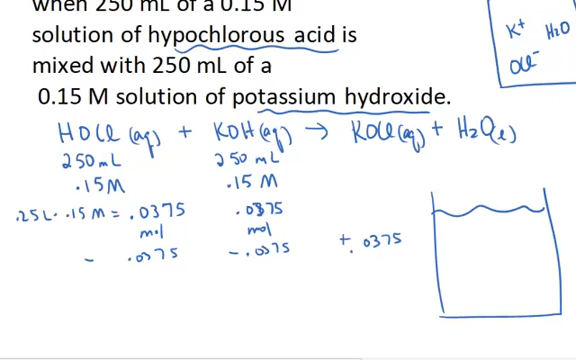 when 250 mL of a 0.15 M
solution of hypochlorous acid is
mixed with 250 mL of a
0.15 M solution of potassium hydroxide.
K⁺ H₂O
OCl⁻
HOCl (aq) + KOH (aq) → KOCl (aq) + H₂O(l)
250 mL 250 mL
.15 M .15 M
.25L · .15 M = .0375 .0375
mol mol
- .0375 - .0375 + .0375